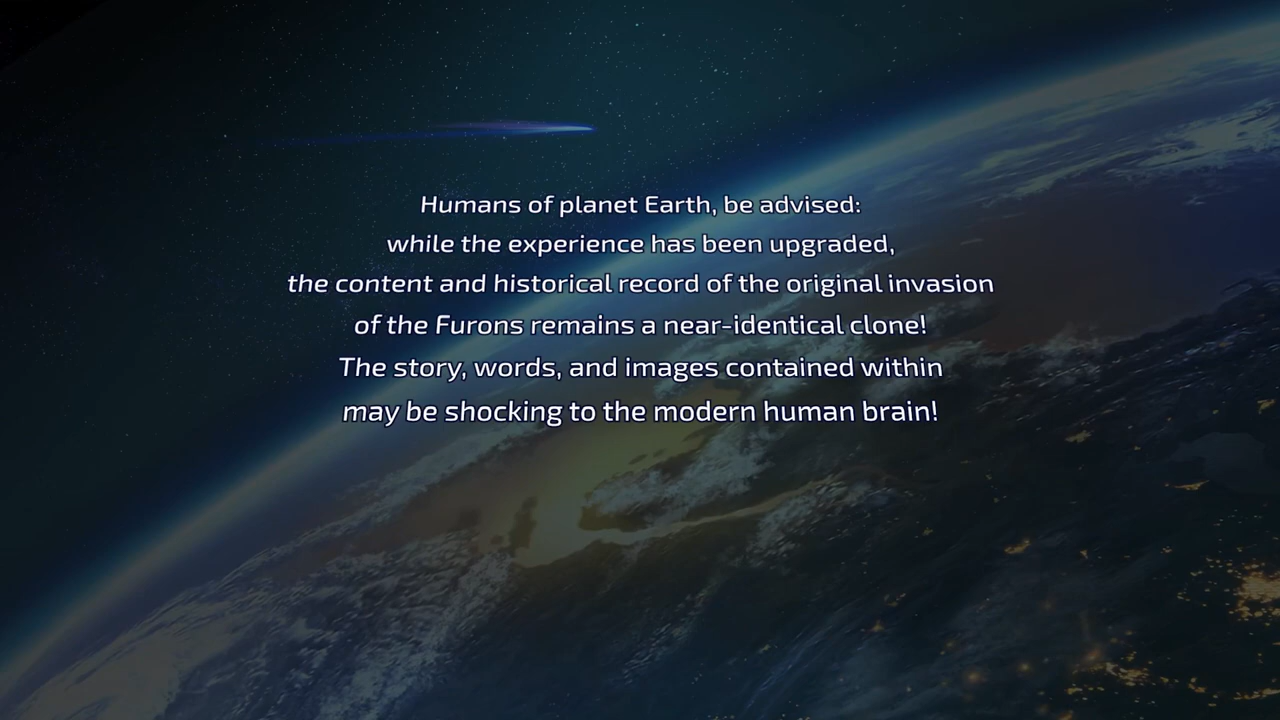 Humans of planet Earth, be advised:
while the experience has been upgraded,
the content and historical record of the original invasion
of the Furons remains a near-identical clone!
The story, words, and images contained within
may be shocking to the modern human brain!